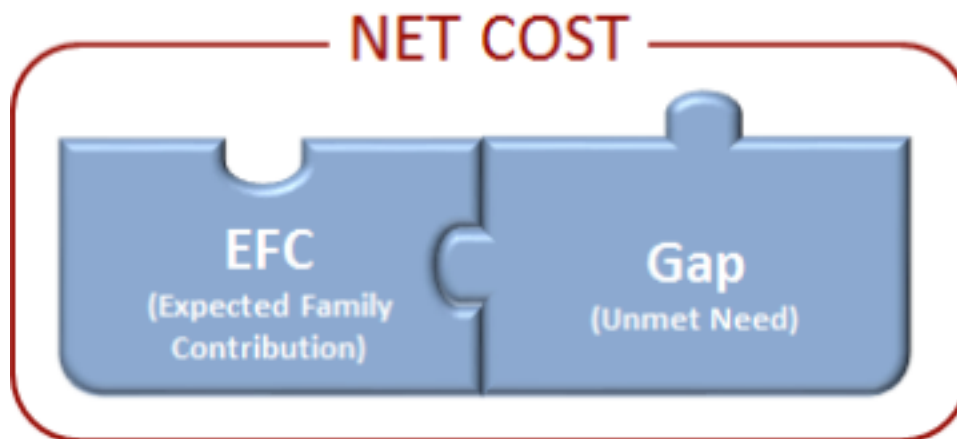 NET COST
EFC
(Expected Family
Contribution)
Gap
(Unmet Need)